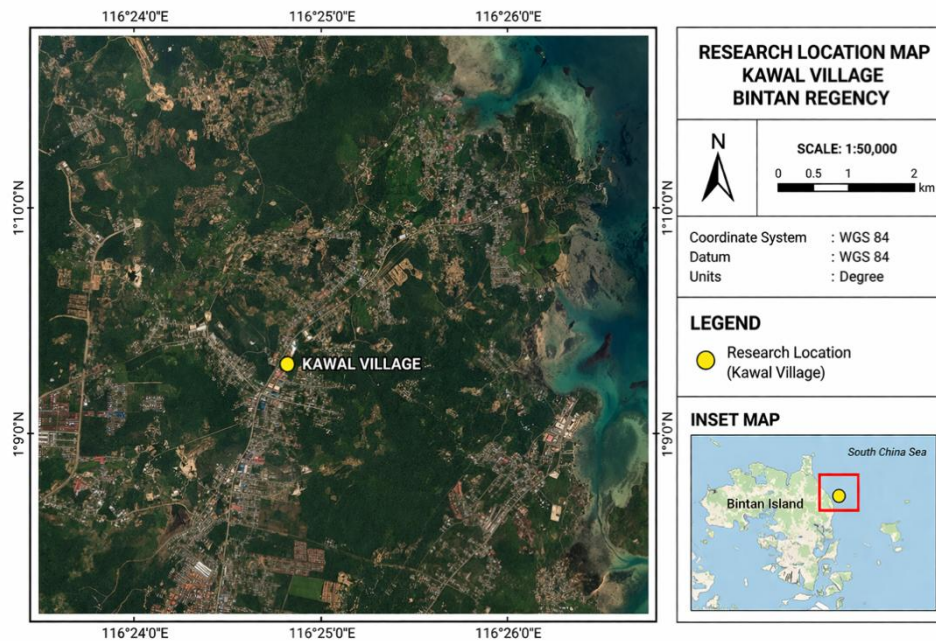 116°24'0"E 116°25'0"E 116°26'0"E
1°10'0"N 1°10'0"N
KAWAL VILLAGE
1°9'0"N 1°9'0"N
116°24'0"E 116°25'0"E 116°26'0"E
RESEARCH LOCATION MAP
KAWAL VILLAGE
BINTAN REGENCY
N
SCALE: 1:50,000
0 0.5 1 2
km
Coordinate System : WGS 84
Datum : WGS 84
Units : Degree
LEGEND
Research Location
(Kawal Village)
INSET MAP
South China Sea
Bintan Island